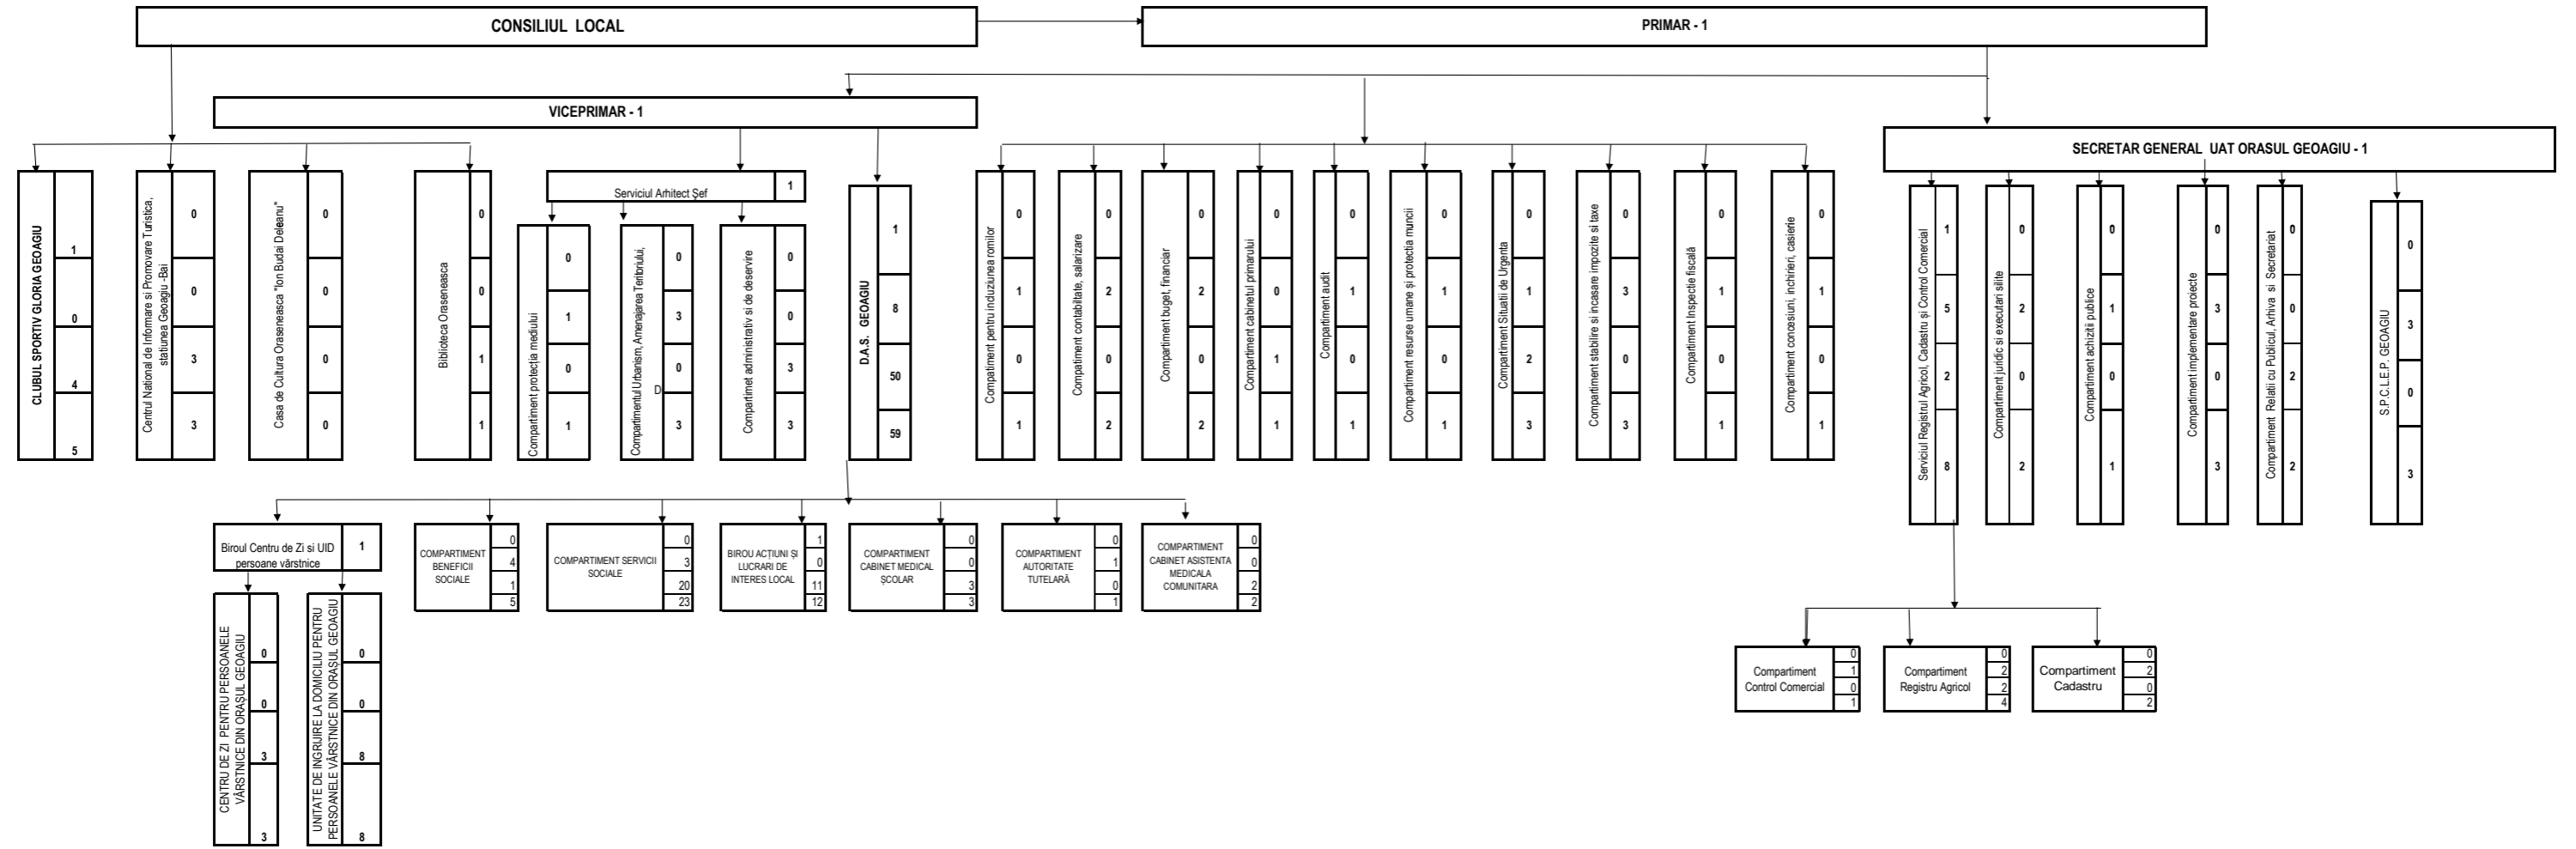 CONSILIUL LOCAL
PRIMAR - 1
VICEPRIMAR - 1
SECRETAR GENERAL UAT ORASUL GEOAGIU - 1
CLUBUL SPORTIV GLORIA GEOAGIU
1
0
4
5
Centrul National de Informare si Promovare Turistica,
statiunea Geoagiu -Bai
0
0
3
3
Casa de Cultura Oraseneasca "Ion Budai Deleanu"
0
0
0
0
Biblioteca Oraseneasca
0
0
1
1
Serviciul Arhitect Şef
1
Compartiment protecția mediului
0
1
0
1
Compartimentul Urbanism, Amenajarea Teritoriului,
D
0
3
0
3
Compartimet administrativ si de deservire
0
0
3
3
D.A.S. GEOAGIU
1
8
50
59
Compatiment pentru incluziunea romilor
0
1
0
1
Compatiment contabilitate, salarizare
0
2
0
2
Compartiment buget, financiar
0
2
0
2
Compartiment cabinetul primarului
0
0
1
1
Compartiment audit
0
1
0
1
Compartiment resurse umane și protectia muncii
0
1
0
1
Compartiment Situatii de Urgenta
0
1
2
3
Compartiment stabilire si incasare impozite si taxe
0
3
0
3
Compartiment Inspectie fiscală
0
1
0
1
Compartiment concesiuni, inchirieri, casierie
0
1
0
1
Serviciul Registrul Agricol, Cadastru și Control Comercial
1
5
2
8
Compartiment juridic si executari silite
0
2
0
2
Compartiment achizitii publice
0
1
0
1
Compartiment implementare proiecte
0
3
0
3
Compartiment Relatii cu Publicul, Arhiva si Secretariat
0
0
2
2
S.P.C.L.E.P. GEOAGIU
0
3
0
3
Biroul Centru de Zi si UID
persoane vârstnice
1
COMPARTIMENT
BENEFICII
SOCIALE
0
4
1
5
COMPARTIMENT SERVICII
SOCIALE
0
3
20
23
BIROU ACȚIUNI ȘI
LUCRARI DE
INTERES LOCAL
1
0
11
12
COMPARTIMENT
CABINET MEDICAL
ȘCOLAR
0
0
3
3
COMPARTIMENT
AUTORITATE
TUTELARĂ
0
1
0
1
COMPARTIMENT
CABINET ASISTENTA
MEDICALA
COMUNITARA
0
0
2
2
CENTRU DE ZI PENTRU PERSOANELE
VÂRSTNICE DIN ORAȘUL GEOAGIU
0
0
3
3
UNITATE DE INGRIJIRE LA DOMICILIU PENTRU
PERSOANELE VÂRSTNICE DIN ORAȘUL GEOAGIU
0
0
8
8
Compartiment
Control Comercial
0
1
0
1
Compartiment
Registru Agricol
0
2
2
4
Compartiment
Cadastru
0
2
0
2